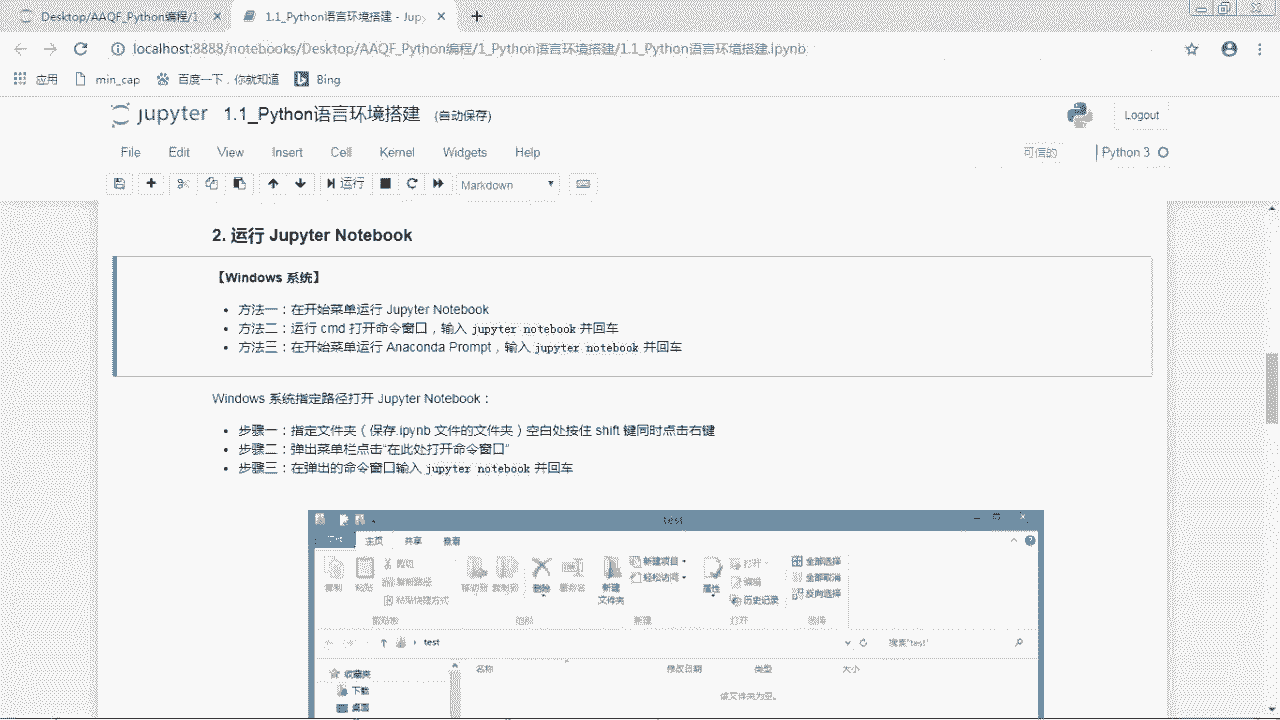 Desktop/AAQF_Python编程/1
1.1_Python语言环境搭建 - Jup
localhost:8888/notebooks/Desktop/AAQF_Python编程/1_Python语言环境搭建/1.1_Python语言环境搭建.ipynb
应用 min_cap 百度一下，你就知道 Bing
jupyter 1.1_Python语言环境搭建 (自动保存) Logout
File Edit View Insert Cell Kernel Widgets Help 可信的 Python 3
运行 Markdown
2. 运行 Jupyter Notebook
【Windows 系统】
• 方法一：在开始菜单运行 Jupyter Notebook
• 方法二：运行 cmd 打开命令窗口，输入 jupyter notebook 并回车
• 方法三：在开始菜单运行 Anaconda Prompt，输入 jupyter notebook 并回车
Windows 系统指定路径打开 Jupyter Notebook：
• 步骤一：指定文件夹（保存.ipynb 文件的文件夹）空白处按住 shift 键同时点击右键
• 步骤二：弹出菜单栏点击“在此处打开命令窗口”
• 步骤三：在弹出的命令窗口输入 jupyter notebook 并回车
test
文件 主页 共享 查看
复制 粘贴 剪切 复制路径 粘贴快捷方式 移动到 复制到 删除 重命名 新建文件夹 新建项目 轻松访问 属性 打开 编辑 历史记录 全部选择 全部取消 反向选择
剪贴板 组织 新建 打开 选择
test 搜索"test"
收藏夹 名称 修改日期 类型 大小
下载 该文件夹为空。
桌面